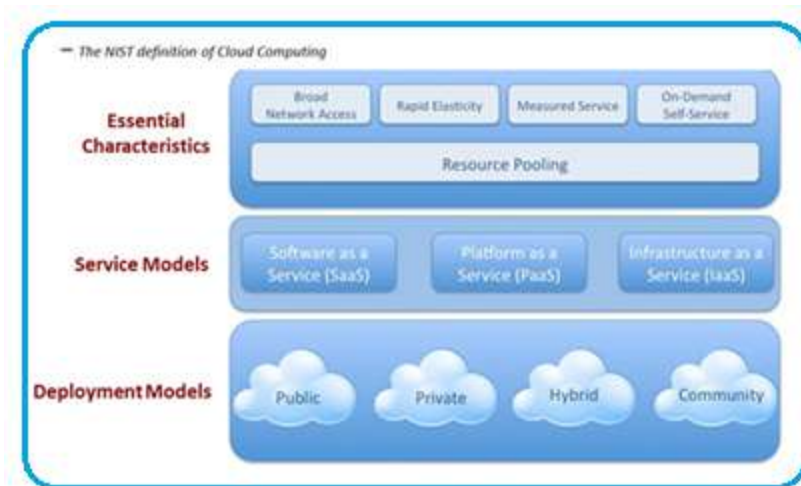 — The NIST definition of Cloud Computing
Essential
Characteristics
Broad
Network Access
Rapid Elasticity
Measured Service
On-Demand
Self-Service
Resource Pooling
Service Models
Software as a
Service (SaaS)
Platform as a
Service (PaaS)
Infrastructure as a
Service (IaaS)
Deployment Models
Public
Private
Hybrid
Community